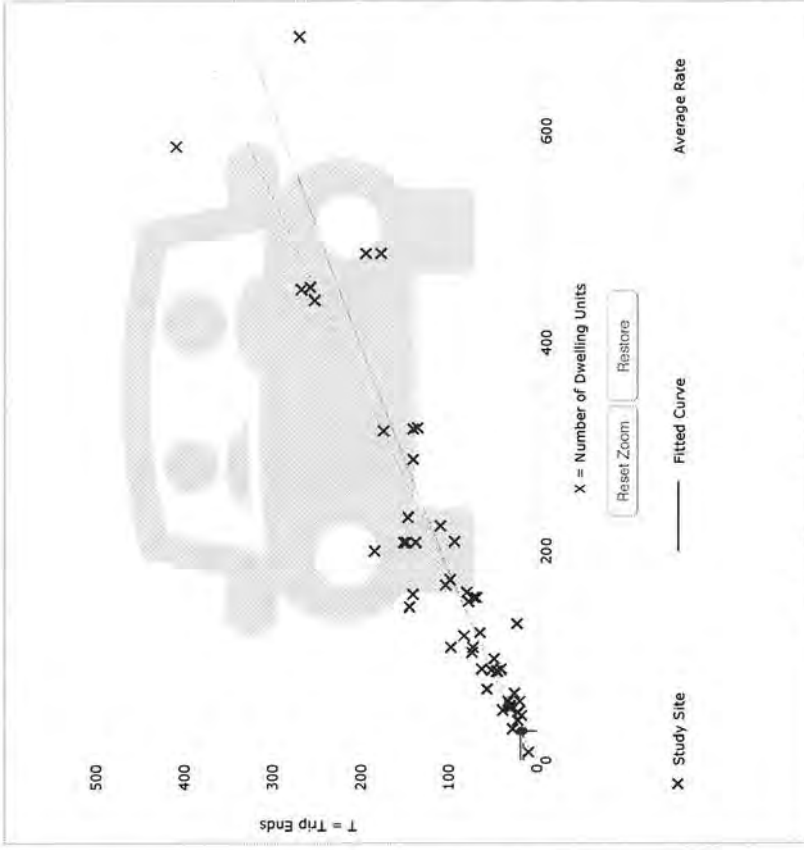 T = Trip Ends
500
400
300
200
100
0
0
200
400
600
X = Number of Dwelling Units
Reset Zoom
Restore
Study Site
Fitted Curve
Average Rate